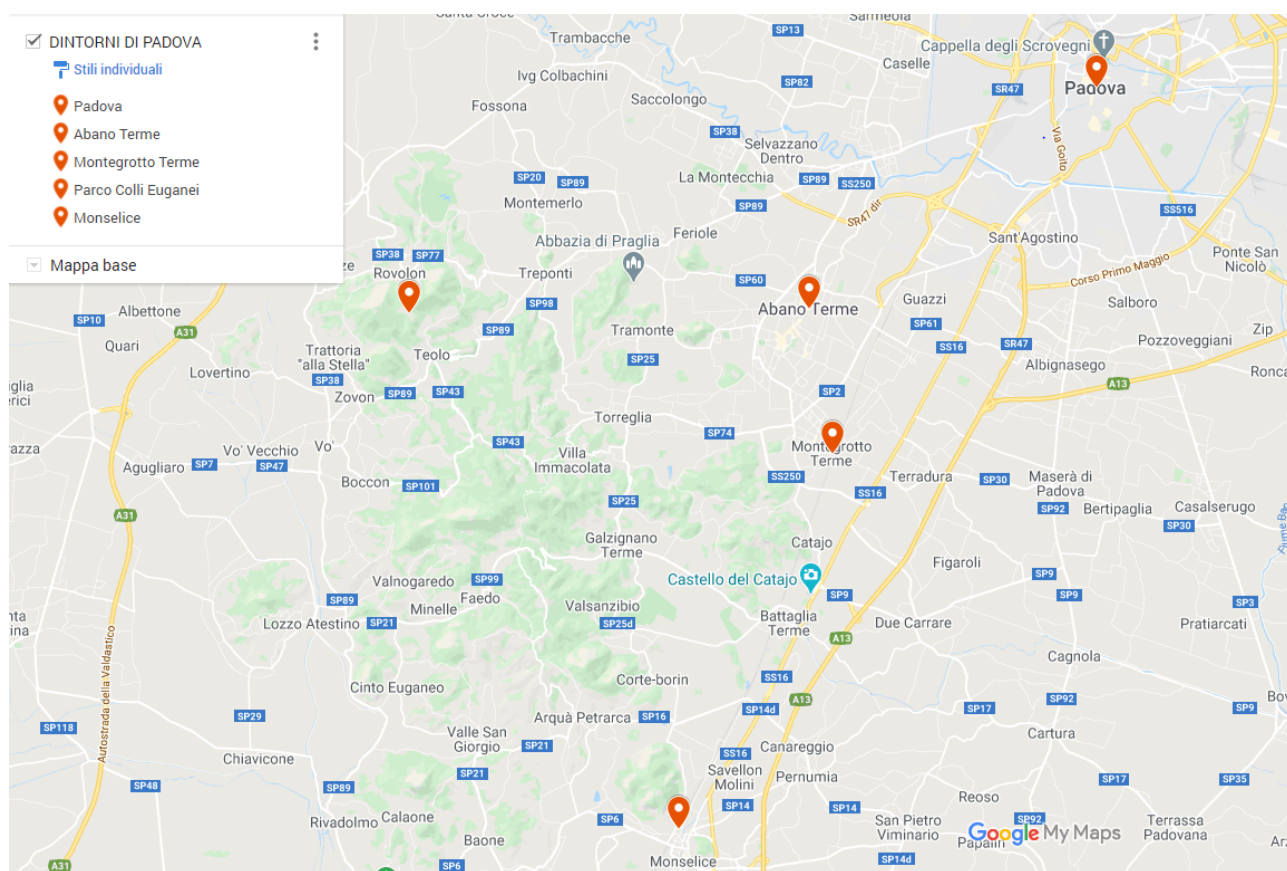 DINTORNI DI PADOVA
Stili individuali
Padova
Abano Terme
Montegrotto Terme
Parco Colli Euganei
Monselice
Mappa base
Trambacche
SP13
Sarmeola
Cappella degli Scrovegni
Caselle
Ivg Colbachini
SP82
SR47
Padova
Saccolongo
Fossona
SP38
Via Goito
Selvazzano
Dentro
La Montecchia
SP20
SP89
SP89
SS250
Montemerlo
SP89
SR47 dir
SS516
Feriole
Abbazia di Praglia
Sant'Agostino
SP38
SP77
Rovolon
Treponti
SP60
Corso Primo Maggio
Ponte San
Nicolò
Albettone
SP98
Abano Terme
Guazzi
Salboro
SP10
A31
SP89
Tramonte
SP61
Zip
Quari
Trattoria
"alla Stella"
Teolo
SP25
SS16
SR47
Pozzoveggiani
Lovertino
SP38
Albignasego
Zovon
SP89
SP43
SP2
A13
Torreglia
SP74
Vo' Vecchio
Vo'
SP43
Villa
Immacolata
Montegrotto
Terme
Agugliaro
SP7
SP47
Boccon
SP101
SS250
SS16
Terradura
SP30
Maserà di
Padova
SP92
Bertipaglia
Casalserugo
SP30
A31
SP25
Galzignano
Terme
Catajo
Figaroli
Valnogaredo
SP99
Castello del Catajo
SP9
SP89
Minelle
Faedo
Valsanzibio
SP9
SP9
SP3
Lozzo Atestino
SP21
SP25d
Battaglia
Terme
Due Carrare
Pratiarcati
A13
Autostrada della Valdastico
Cagnola
Cinto Euganeo
Corte-borin
SS16
A13
SP92
SP29
Arquà Petrarca
SP16
SP14d
SP17
SP9
SP118
Valle San
Giorgio
SP21
Cartura
Chiavicone
SS16
Canareggio
SP21
Savellon
Molini
Pernumia
SP48
SP89
SP17
SP35
Rivadolmo
Calaone
SP6
SP14
SP14
Reoso
San Pietro
Viminario
SP92
Terrassa
Padovana
Baone
Google My Maps
A31
SP6
Monselice
SP14d